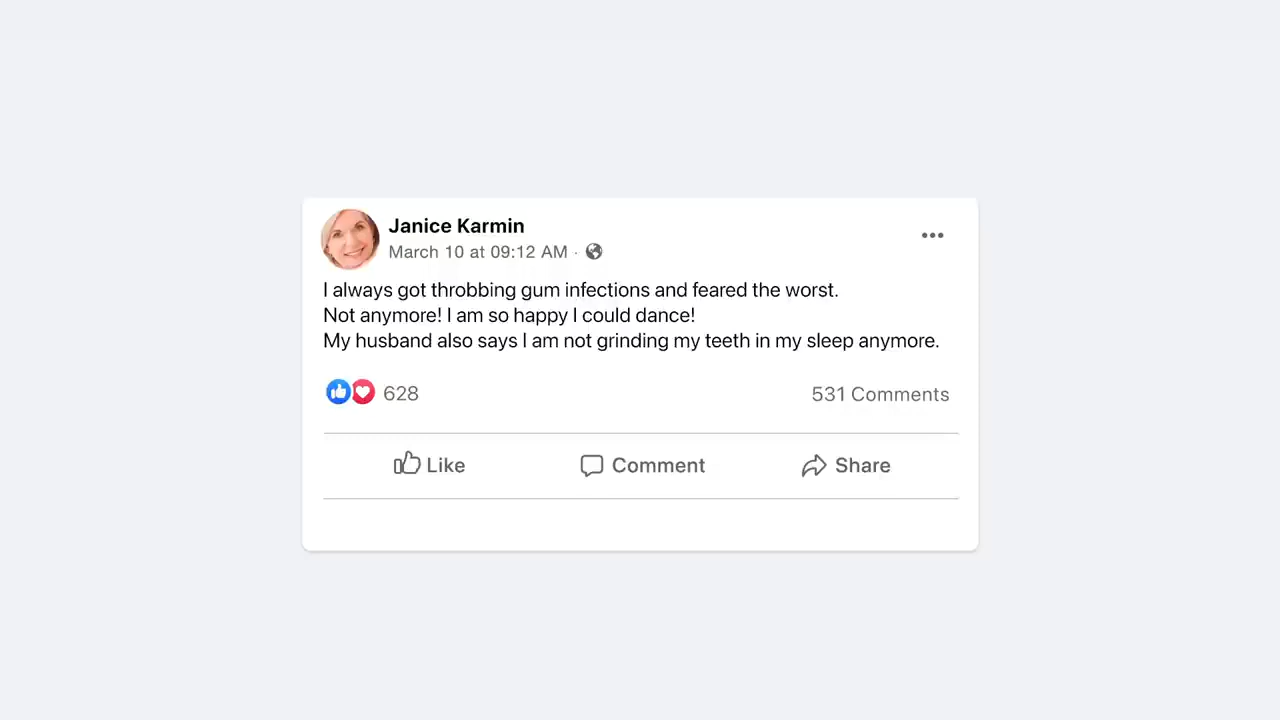 Janice Karmin
March 10 at 09:12 AM ·
I always got throbbing gum infections and feared the worst.
Not anymore! I am so happy I could dance!
My husband also says I am not grinding my teeth in my sleep anymore.
628
531 Comments
Like
Comment
Share